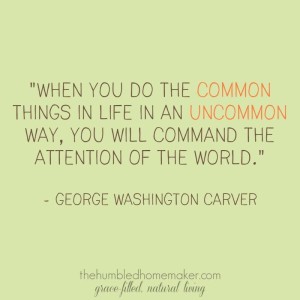 "WHEN YOU DO THE COMMON
THINGS IN LIFE IN AN UNCOMMON
WAY, YOU WILL COMMAND THE
ATTENTION OF THE WORLD."
- GEORGE WASHINGTON CARVER
thehumbledhomemaker.com
grace-filled, natural living